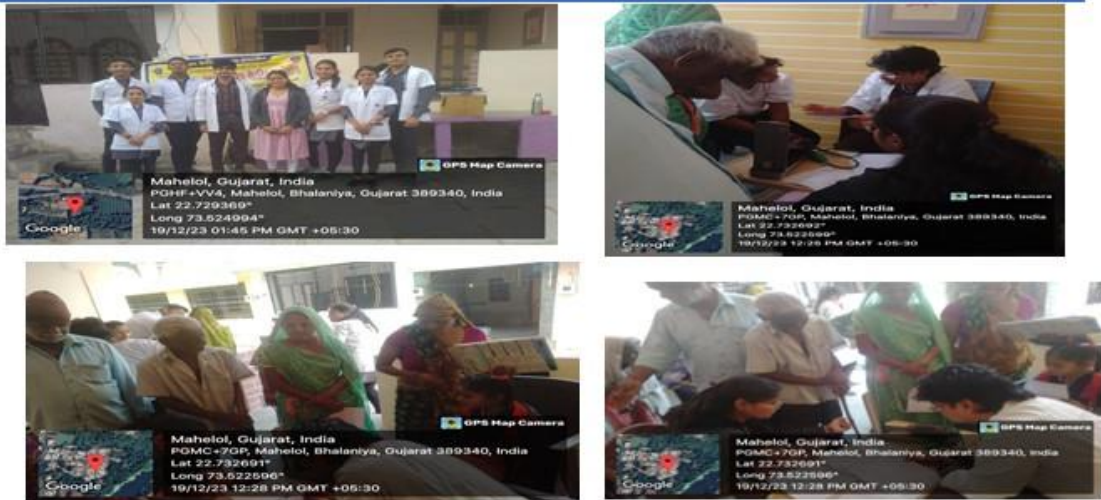 GPS Map Camera
Mahelol, Gujarat, India
PGHF+VV4, Mahelol, Bhalaniya, Gujarat 389340, India
Lat 22.729369°
Long 73.524994°
19/12/23 01:45 PM GMT +05:30
Google
GPS Map Camera
Mahelol, Gujarat, India
PGMC+7GP, Mahelol, Bhalaniya, Gujarat 389340, India
Lat 22.732692°
Long 73.522599°
19/12/23 12:28 PM GMT +05:30
Google
GPS Map Camera
Mahelol, Gujarat, India
PGMC+7GP, Mahelol, Bhalaniya, Gujarat 389340, India
Lat 22.732691°
Long 73.522596°
19/12/23 12:28 PM GMT +05:30
Google
GPS Map Camera
Mahelol, Gujarat, India
PGMC+7GP, Mahelol, Bhalaniya, Gujarat 389340, India
Lat 22.732691°
Long 73.522596°
19/12/23 12:28 PM GMT +05:30
Google